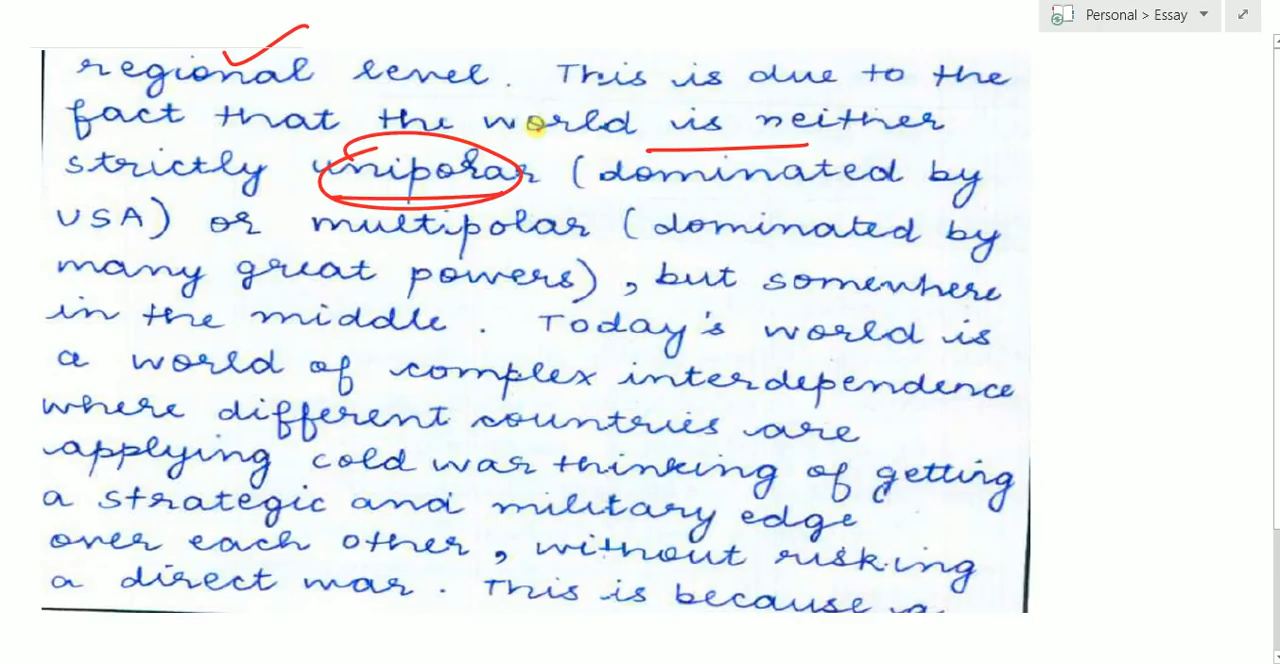 Personal > Essay
regional level. This is due to the
fact that the world is neither
strictly unipolar (dominated by
USA) or multipolar (dominated by
many great powers), but somewhere
in the middle. Today's world is
a world of complex interdependence
where different countries are
applying cold war thinking of getting
a strategic and military edge
over each other, without risking
a direct war. This is because